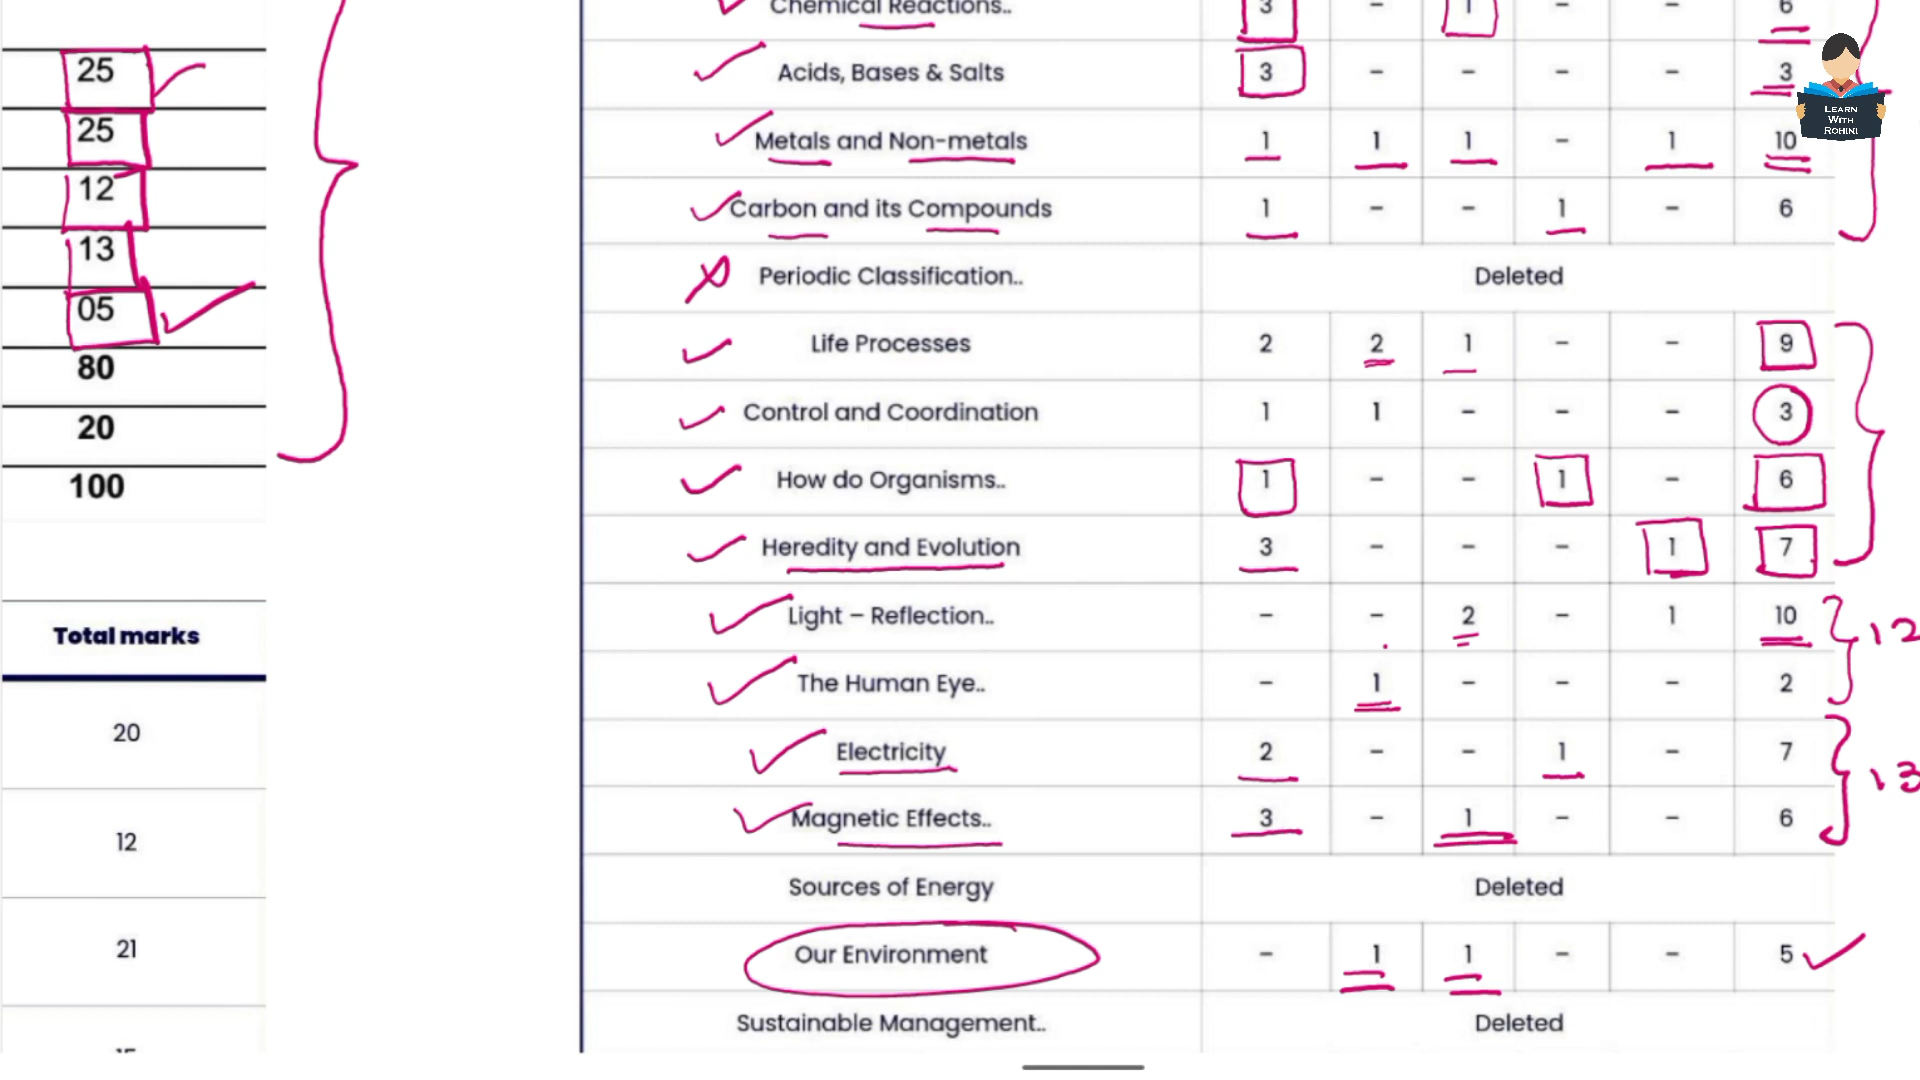 25
25
12
13
05
80
20
100
Total marks
20
12
21
Chemical Reactions.. 3 - 1 - - 6
Acids, Bases & Salts 3 - - - - 3
Metals and Non-metals 1 1 1 - 1 10
Carbon and its Compounds 1 - - 1 - 6
Periodic Classification.. Deleted
Life Processes 2 2 1 - - 9
Control and Coordination 1 1 - - - 3
How do Organisms.. 1 - - 1 - 6
Heredity and Evolution 3 - - - 1 7
Light – Reflection.. - - 2 - 1 10
12
The Human Eye.. - 1 - - - 2
Electricity 2 - - 1 - 7
13
Magnetic Effects.. 3 - 1 - - 6
Sources of Energy Deleted
Our Environment - 1 1 - - 5
Sustainable Management.. Deleted
LEARN
WITH
ROHINI